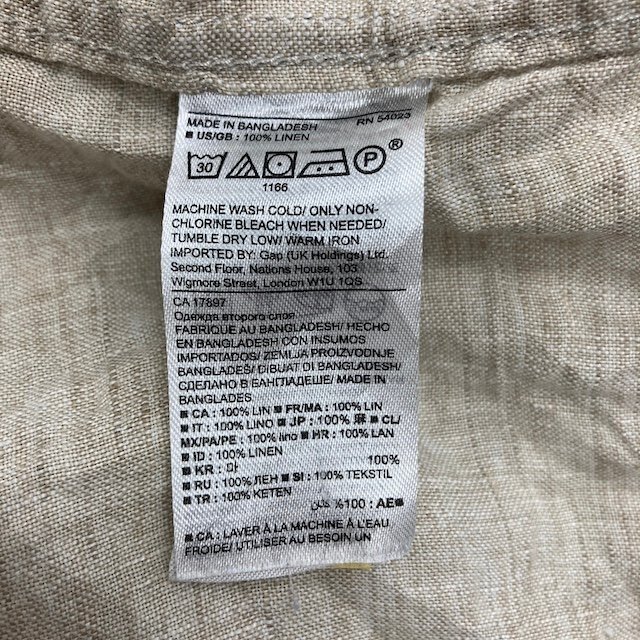 MADE IN BANGLADESH RN 54023
■ US/GB : 100% LINEN
30 P ®
1166
MACHINE WASH COLD/ ONLY NON-
CHLORINE BLEACH WHEN NEEDED/
TUMBLE DRY LOW/ WARM IRON
IMPORTED BY: Gap (UK Holdings) Ltd.
Second Floor, Nations House, 103
Wigmore Street, London W1U 1QS.
CA 17897
Одежда второго слоя
FABRIQUE AU BANGLADESH/ HECHO
EN BANGLADESH CON INSUMOS
IMPORTADOS/ ZEMLJA PROIZVODNJE
BANGLADEŠ/ DIBUAT DI BANGLADESH/
СДЕЛАНО В БАНГЛАДЕШЕ/ MADE IN
BANGLADES
■ CA : 100% LIN ■ FR/MA : 100% LIN
■ IT : 100% LINO ■ JP : 100% 麻 ■ CL/
MX/PA/PE : 100% lino ■ HR : 100% LAN
■ ID : 100% LINEN
■ KR : 마 100%
■ RU : 100% ЛЕН ■ SI : 100% TEKSTIL
■ TR : 100% KETEN
%100 : AE■
■ CA : LAVER À LA MACHINE À L'EAU
FROIDE/ UTILISER AU BESOIN UN